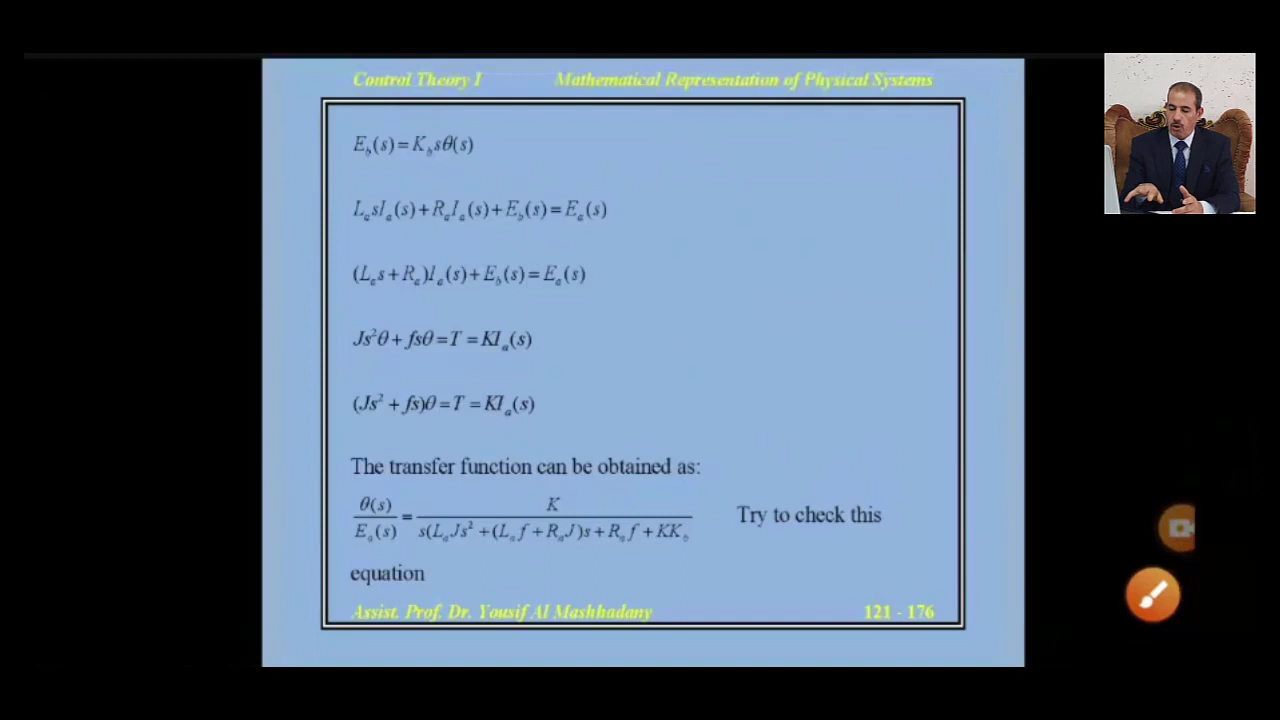 Control Theory I Mathematical Representation of Physical Systems
E_b(s)=K_b sθ(s)
L_a sI_a(s)+R_a I_a(s)+E_b(s)=E_a(s)
(L_a s+R_a)I_a(s)+E_b(s)=E_a(s)
Js²θ+fsθ=T=KI_a(s)
(Js²+fs)θ=T=KI_a(s)
The transfer function can be obtained as:
θ(s)/E_a(s) = K/s(L_a Js²+(L_a f+R_a J)s+R_a f+KK_b Try to check this
equation
Assist. Prof. Dr. Yousif Al Mashhadany 121 - 176